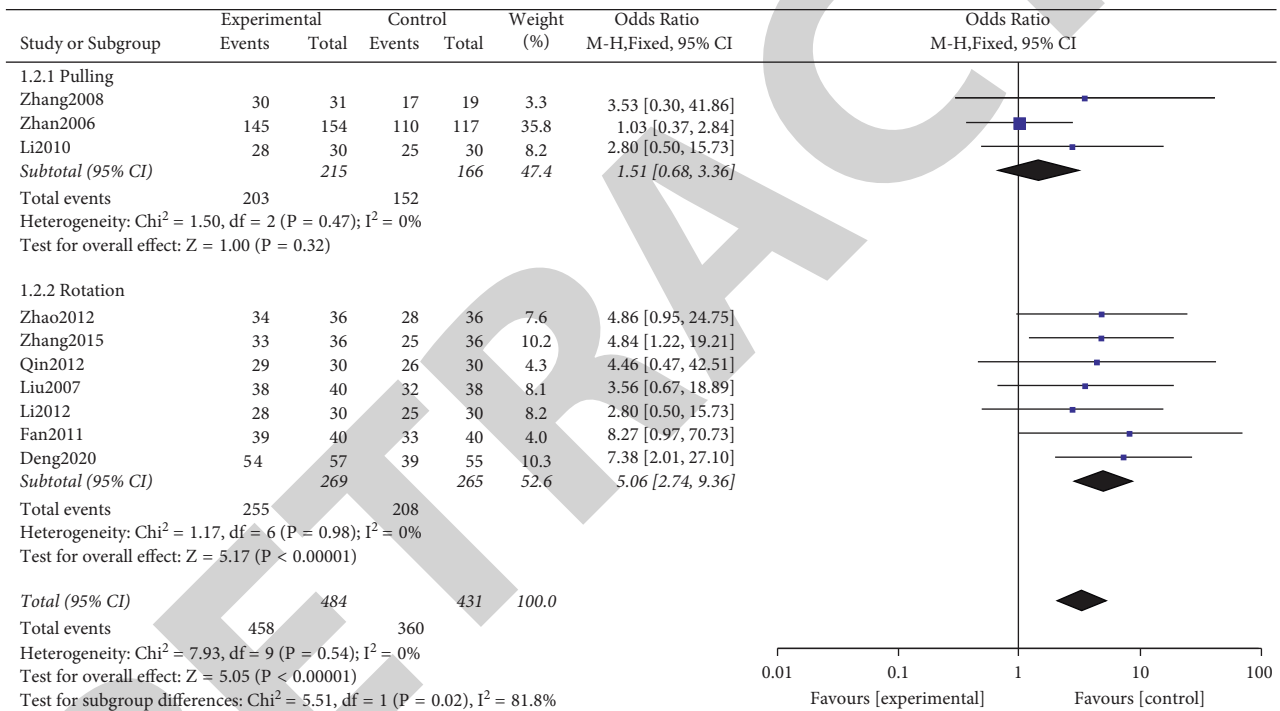 Experimental Control Weight Odds Ratio Odds Ratio
Study or Subgroup Events Total Events Total (%) M-H,Fixed, 95% CI M-H,Fixed, 95% CI
1.2.1 Pulling
Zhang2008 30 31 17 19 3.3 3.53 [0.30, 41.86]
Zhan2006 145 154 110 117 35.8 1.03 [0.37, 2.84]
Li2010 28 30 25 30 8.2 2.80 [0.50, 15.73]
Subtotal (95% CI) 215 166 47.4 1.51 [0.68, 3.36]
Total events 203 152
Heterogeneity: Chi² = 1.50, df = 2 (P = 0.47); I² = 0%
Test for overall effect: Z = 1.00 (P = 0.32)
1.2.2 Rotation
Zhao2012 34 36 28 36 7.6 4.86 [0.95, 24.75]
Zhang2015 33 36 25 36 10.2 4.84 [1.22, 19.21]
Qin2012 29 30 26 30 4.3 4.46 [0.47, 42.51]
Liu2007 38 40 32 38 8.1 3.56 [0.67, 18.89]
Li2012 28 30 25 30 8.2 2.80 [0.50, 15.73]
Fan2011 39 40 33 40 4.0 8.27 [0.97, 70.73]
Deng2020 54 57 39 55 10.3 7.38 [2.01, 27.10]
Subtotal (95% CI) 269 265 52.6 5.06 [2.74, 9.36]
Total events 255 208
Heterogeneity: Chi² = 1.17, df = 6 (P = 0.98); I² = 0%
Test for overall effect: Z = 5.17 (P < 0.00001)
Total (95% CI) 484 431 100.0
Total events 458 360
Heterogeneity: Chi² = 7.93, df = 9 (P = 0.54); I² = 0%
Test for overall effect: Z = 5.05 (P < 0.00001)
Test for subgroup differences: Chi² = 5.51, df = 1 (P = 0.02), I² = 81.8%
0.01 0.1 1 10 100
Favours [experimental] Favours [control]
ETRAC